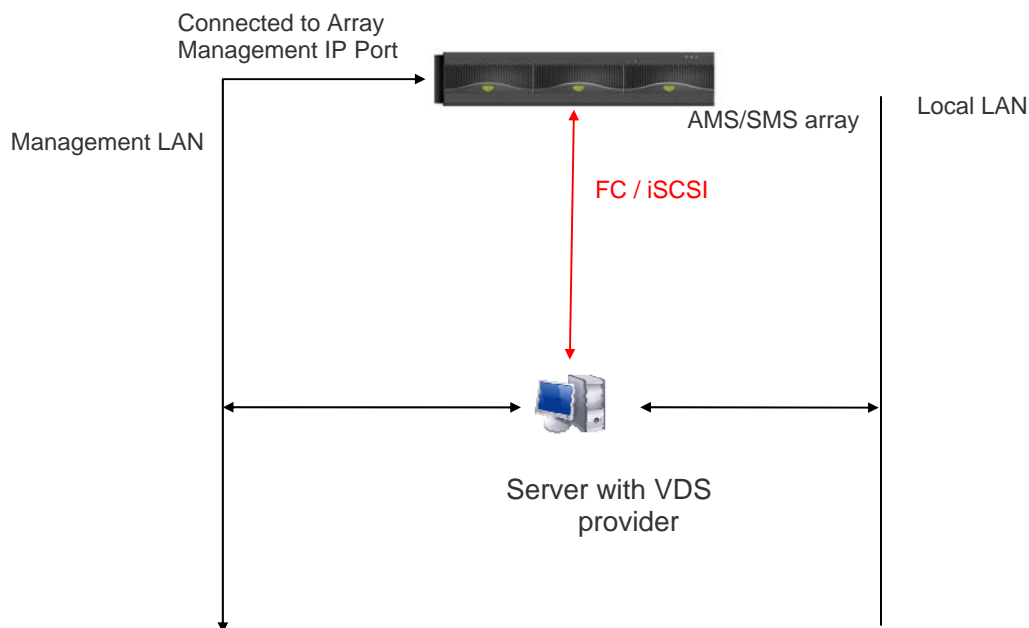 Connected to Array
Management IP Port
AMS/SMS array
Local LAN
Management LAN
FC / iSCSI
Server with VDS
provider